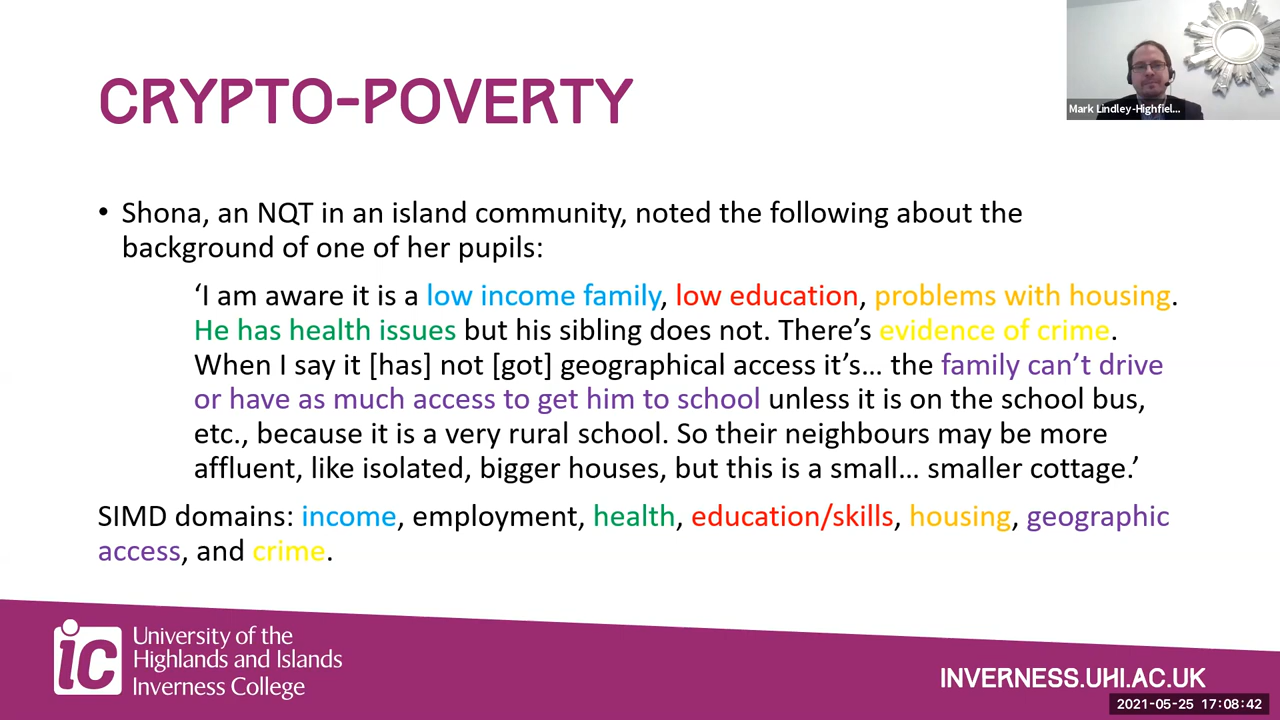 CRYPTO-POVERTY
Mark Lindley-Highfiel...
• Shona, an NQT in an island community, noted the following about the
background of one of her pupils:
‘I am aware it is a low income family, low education, problems with housing.
He has health issues but his sibling does not. There’s evidence of crime.
When I say it [has] not [got] geographical access it’s… the family can’t drive
or have as much access to get him to school unless it is on the school bus,
etc., because it is a very rural school. So their neighbours may be more
affluent, like isolated, bigger houses, but this is a small… smaller cottage.’
SIMD domains: income, employment, health, education/skills, housing, geographic
access, and crime.
ic
University of the
Highlands and Islands
Inverness College
INVERNESS.UHI.AC.UK
2021-05-25 17:08:42